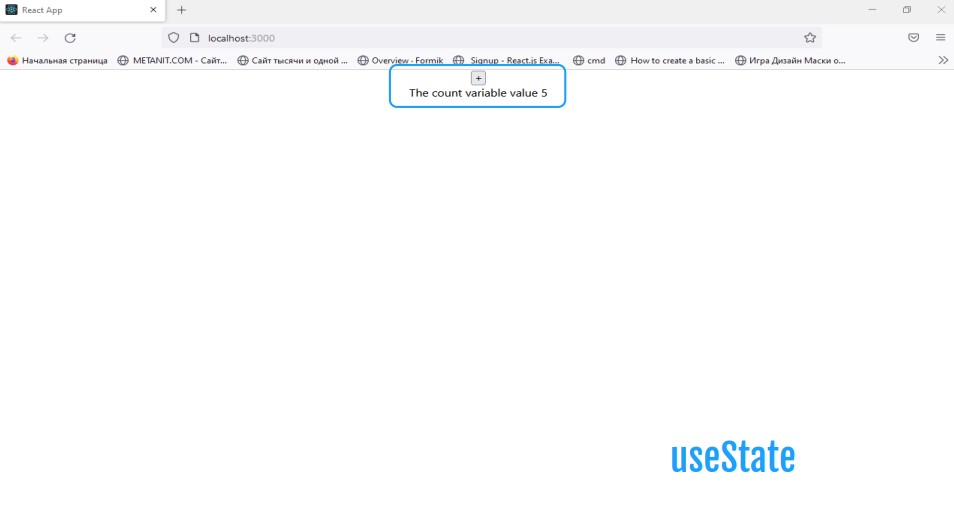 React App
localhost:3000
Начальная страница METANIT.COM - Сайт... Сайт тысячи и одной ... Overview - Formik Signup - React.js Exa... cmd How to create a basic ... Игра Дизайн Маски о...
+
The count variable value 5
useState